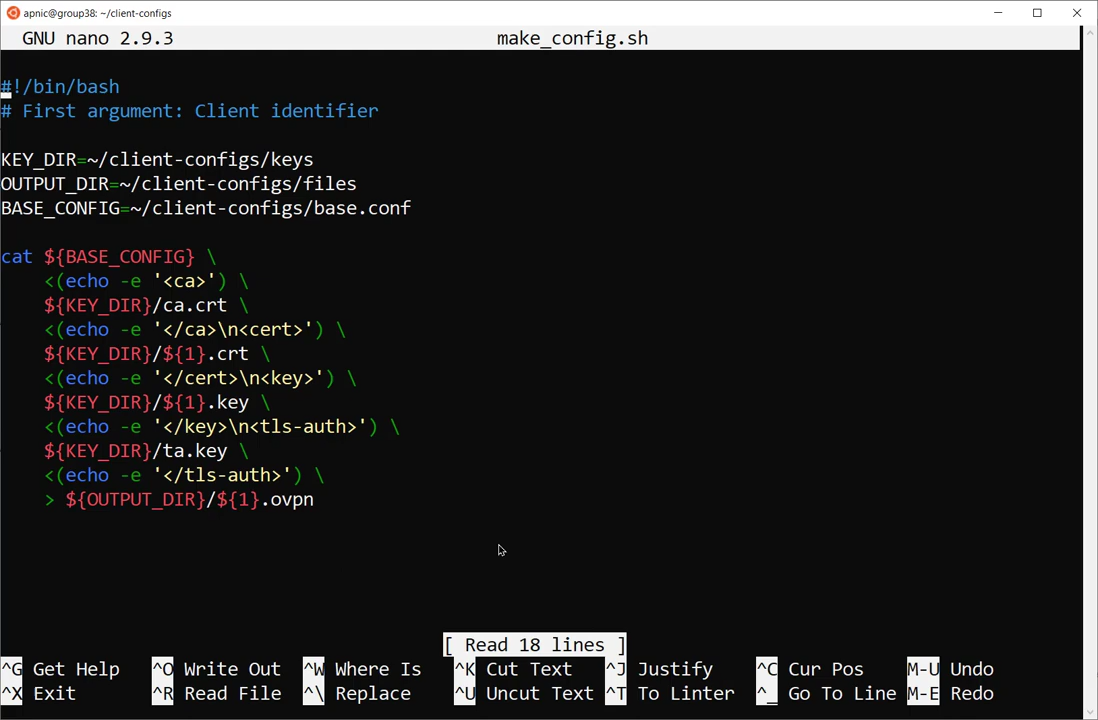 apnic@group38: ~/client-configs
GNU nano 2.9.3 make_config.sh
#!/bin/bash
# First argument: Client identifier
KEY_DIR=~/client-configs/keys
OUTPUT_DIR=~/client-configs/files
BASE_CONFIG=~/client-configs/base.conf
cat ${BASE_CONFIG} \
    <(echo -e '<ca>') \
    ${KEY_DIR}/ca.crt \
    <(echo -e '</ca>\n<cert>') \
    ${KEY_DIR}/${1}.crt \
    <(echo -e '</cert>\n<key>') \
    ${KEY_DIR}/${1}.key \
    <(echo -e '</key>\n<tls-auth>') \
    ${KEY_DIR}/ta.key \
    <(echo -e '</tls-auth>') \
    > ${OUTPUT_DIR}/${1}.ovpn
[ Read 18 lines ]
^G Get Help ^O Write Out ^W Where Is ^K Cut Text ^J Justify ^C Cur Pos M-U Undo
^X Exit ^R Read File ^\ Replace ^U Uncut Text ^T To Linter ^_ Go To Line M-E Redo